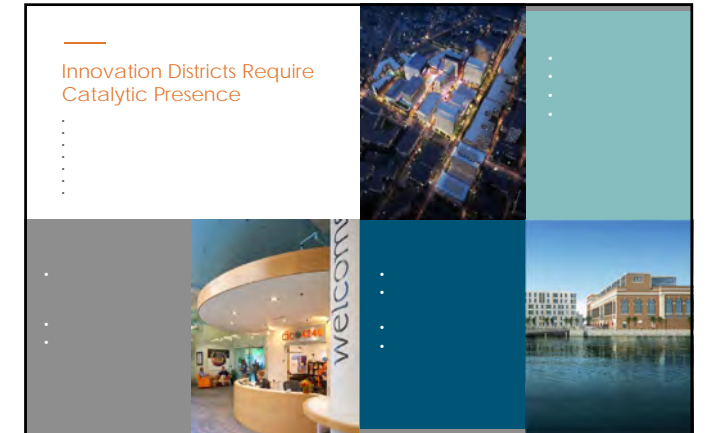 Innovation Districts Require
Catalytic Presence
welcome